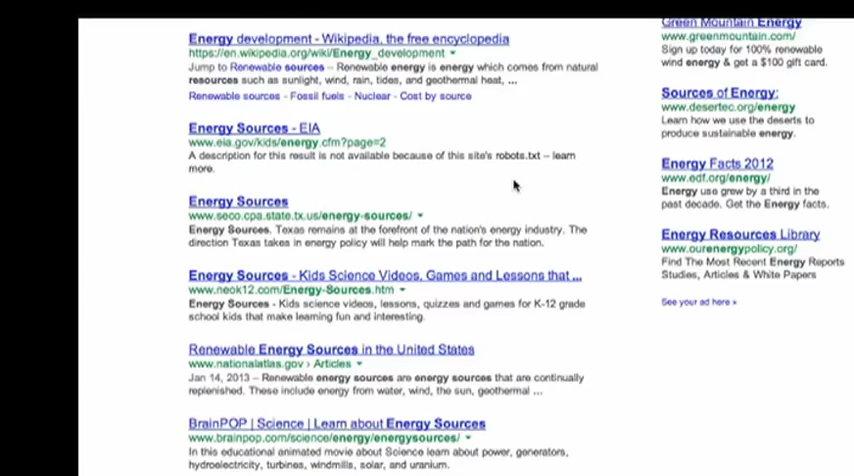 Energy development - Wikipedia, the free encyclopedia
https://en.wikipedia.org/wiki/Energy_development
Jump to Renewable sources – Renewable energy is energy which comes from natural
resources such as sunlight, wind, rain, tides, and geothermal heat, ...
Renewable sources - Fossil fuels - Nuclear - Cost by source
Energy Sources - EIA
www.eia.gov/kids/energy.cfm?page=2
A description for this result is not available because of this site's robots.txt – learn
more.
Energy Sources
www.seco.cpa.state.tx.us/energy-sources/
Energy Sources. Texas remains at the forefront of the nation's energy industry. The
direction Texas takes in energy policy will help mark the path for the nation.
Energy Sources - Kids Science Videos, Games and Lessons that ...
www.neok12.com/Energy-Sources.htm
Energy Sources - Kids science videos, lessons, quizzes and games for K-12 grade
school kids that make learning fun and interesting.
Renewable Energy Sources in the United States
www.nationalatlas.gov › Articles
Jan 14, 2013 – Renewable energy sources are energy sources that are continually
replenished. These include energy from water, wind, the sun, geothermal ...
BrainPOP | Science | Learn about Energy Sources
www.brainpop.com/science/energy/energysources/
In this educational animated movie about Science learn about power, generators,
hydroelectricity, turbines, windmills, solar, and uranium.
Green Mountain Energy
www.greenmountain.com/
Sign up today for 100% renewable
wind energy & get a $100 gift card.
Sources of Energy:
www.desertec.org/energy
Learn how we use the deserts to
produce sustainable energy.
Energy Facts 2012
www.edf.org/energy/
Energy use grew by a third in the
past decade. Get the Energy facts.
Energy Resources Library
www.ourenergypolicy.org/
Find The Most Recent Energy Reports
Studies, Articles & White Papers
See your ad here »